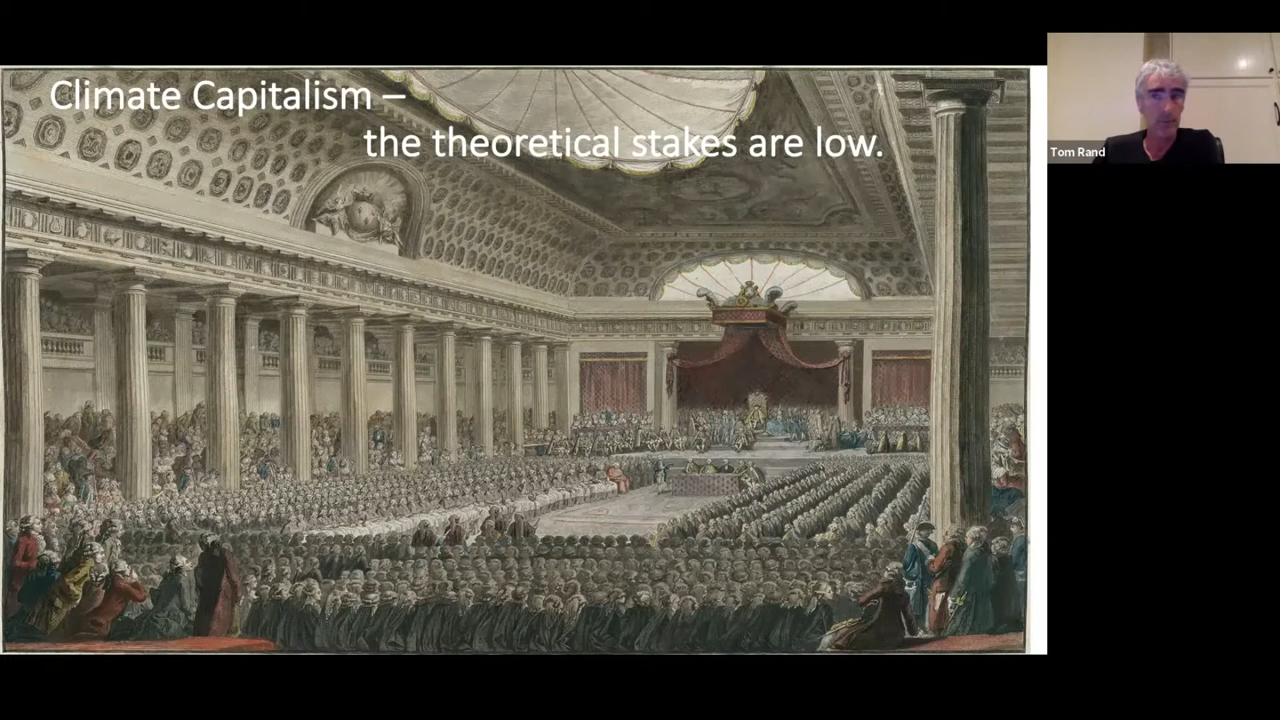 Climate Capitalism –
the theoretical stakes are low.
Tom Rand